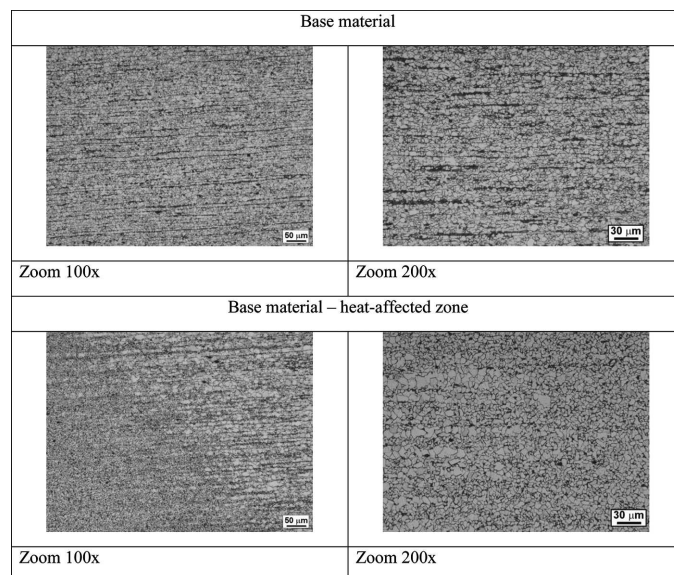 Base material
50 μm
30 μm
Zoom 100x
Zoom 200x
Base material – heat-affected zone
50 μm
30 μm
Zoom 100x
Zoom 200x